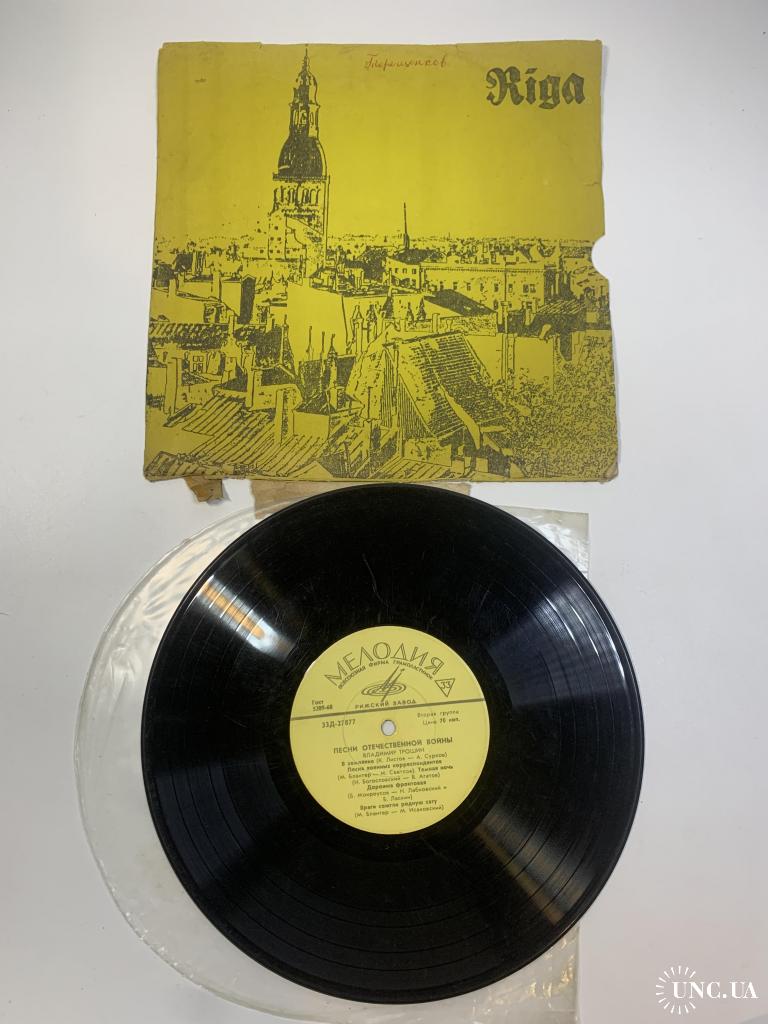 Терещенков
Riga
МЕЛОДИЯ
ВСЕСОЮЗНАЯ ФИРМА ГРАМПЛАСТИНОК
33
РИЖСКИЙ ЗАВОД
Гост
5289-68
33Д-27877
Вторая группа
Цена 70 коп.
ПЕСНИ ОТЕЧЕСТВЕННОЙ ВОЙНЫ
ВЛАДИМИР ТРОШИН
В землянке (К. Листов — А. Сурков)
Песня военных корреспондентов
(М. Блантер — М. Светлов) Темная ночь
(Н. Богословский — В. Агатов)
Дорожка фронтовая
(Б. Мокроусов — Н. Лабковский и
Б. Ласкин)
Враги сожгли родную хату
(М. Блантер — М. Исаковский)
UNC.UA